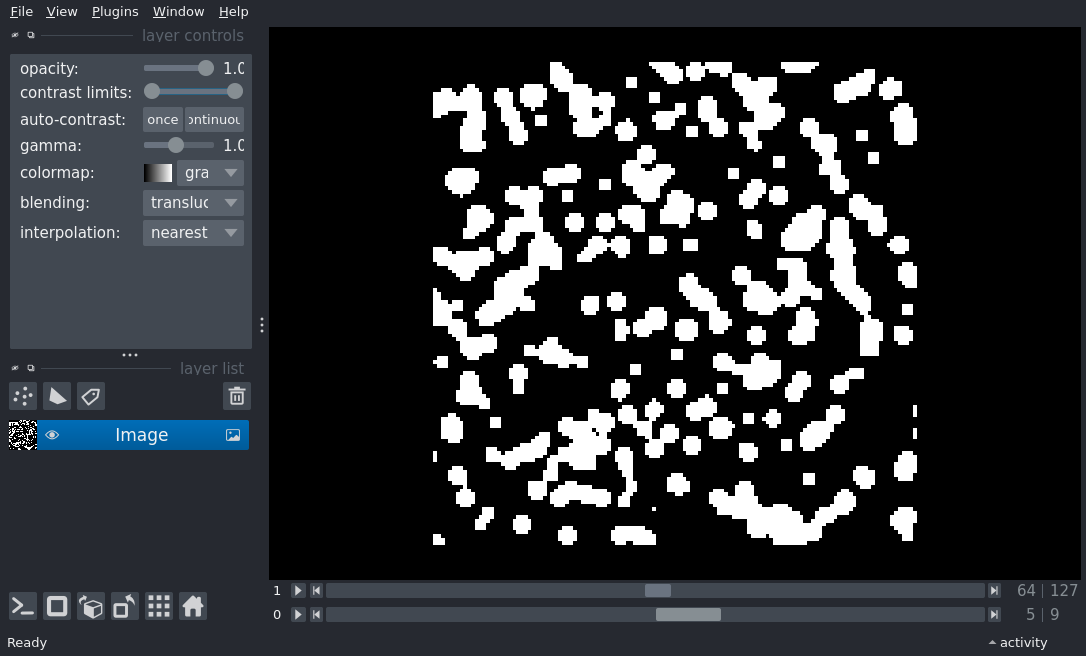 File View Plugins Window Help
layer controls
opacity: 1.0
contrast limits:
auto-contrast: once ontinuou
gamma: 1.0
colormap: gra
blending: transluc
interpolation: nearest
layer list
Image
1 64 | 127
0 5 | 9
Ready activity